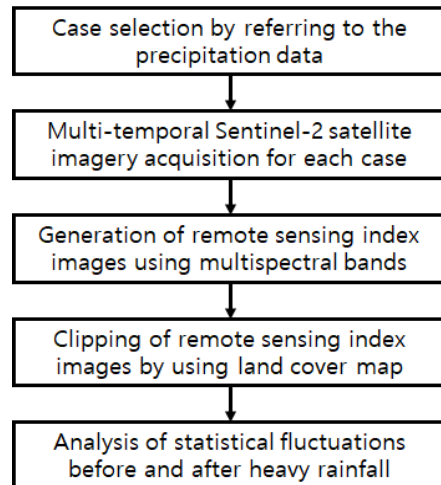 Case selection by referring to the
precipitation data
Multi-temporal Sentinel-2 satellite
imagery acquisition for each case
Generation of remote sensing index
images using multispectral bands
Clipping of remote sensing index
images by using land cover map
Analysis of statistical fluctuations
before and after heavy rainfall